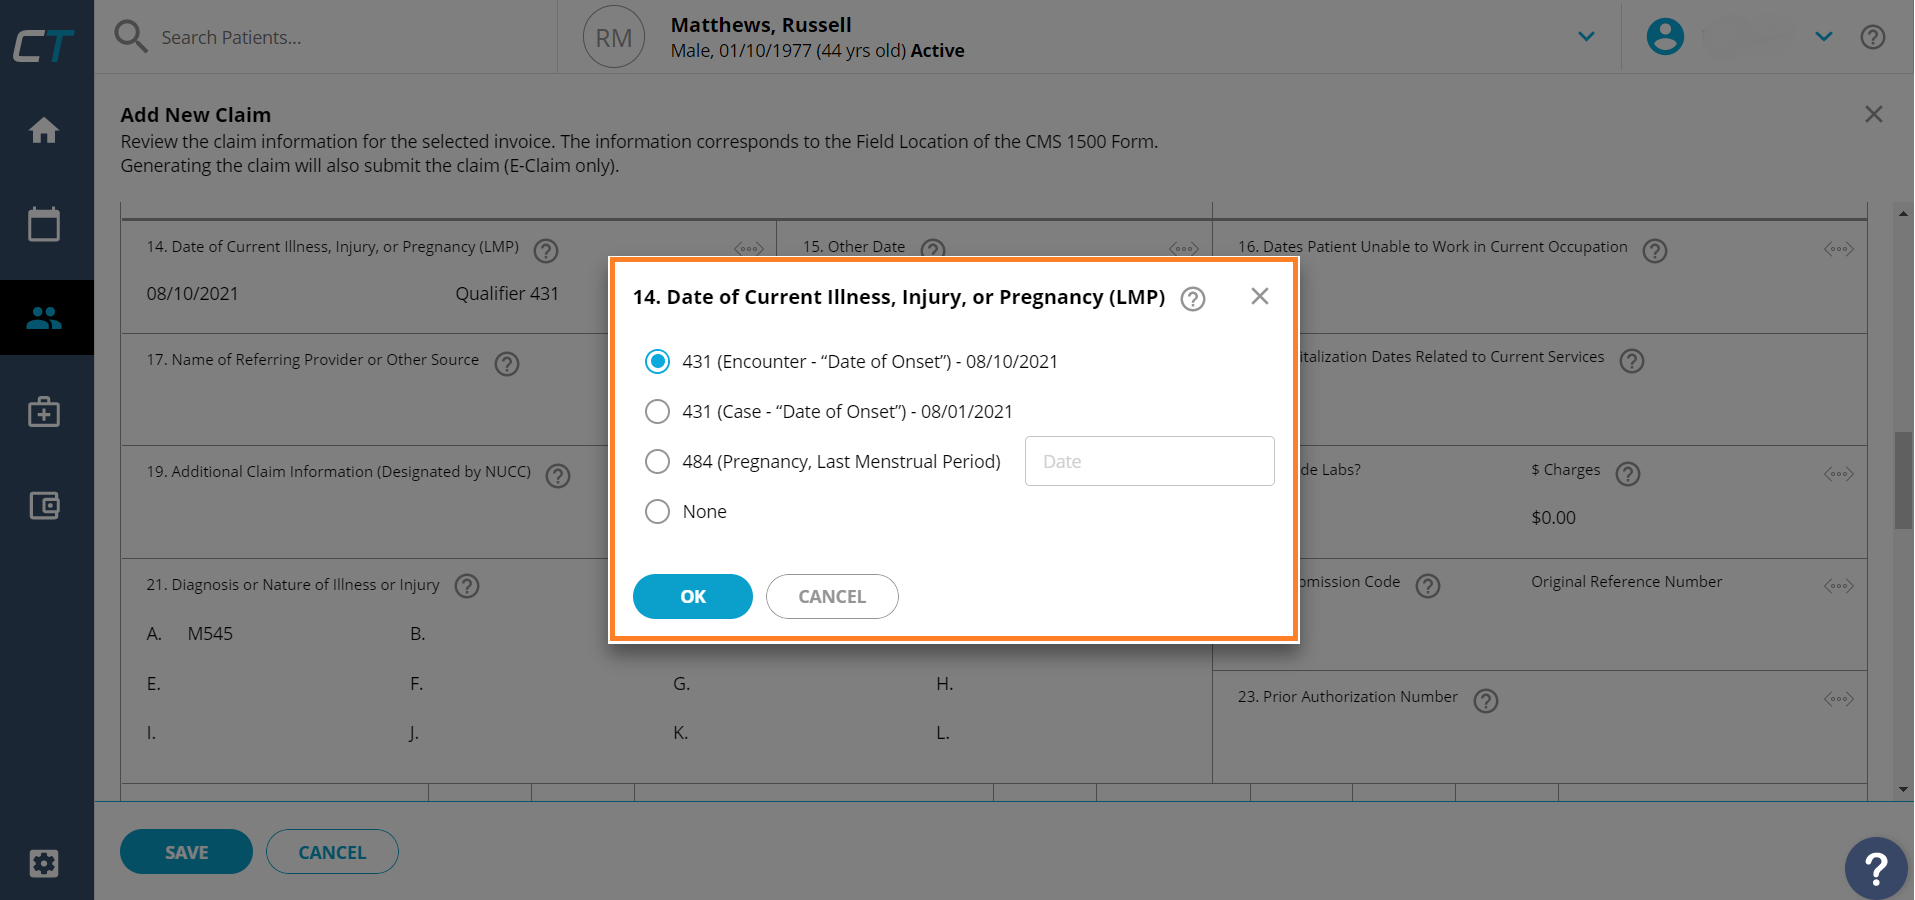 CT
Search Patients...
RM
Matthews, Russell
Male, 01/10/1977 (44 yrs old) Active
Add New Claim
Review the claim information for the selected invoice. The information corresponds to the Field Location of the CMS 1500 Form.
Generating the claim will also submit the claim (E-Claim only).
14. Date of Current Illness, Injury, or Pregnancy (LMP)
15. Other Date
16. Dates Patient Unable to Work in Current Occupation
08/10/2021
Qualifier 431
14. Date of Current Illness, Injury, or Pregnancy (LMP)
431 (Encounter - “Date of Onset”) - 08/10/2021
431 (Case - “Date of Onset”) - 08/01/2021
484 (Pregnancy, Last Menstrual Period)
Date
None
OK
CANCEL
17. Name of Referring Provider or Other Source
italization Dates Related to Current Services
19. Additional Claim Information (Designated by NUCC)
de Labs?
$ Charges
$0.00
21. Diagnosis or Nature of Illness or Injury
omission Code
Original Reference Number
A. M545
B.
E.
F.
G.
H.
23. Prior Authorization Number
I.
J.
K.
L.
SAVE
CANCEL
?